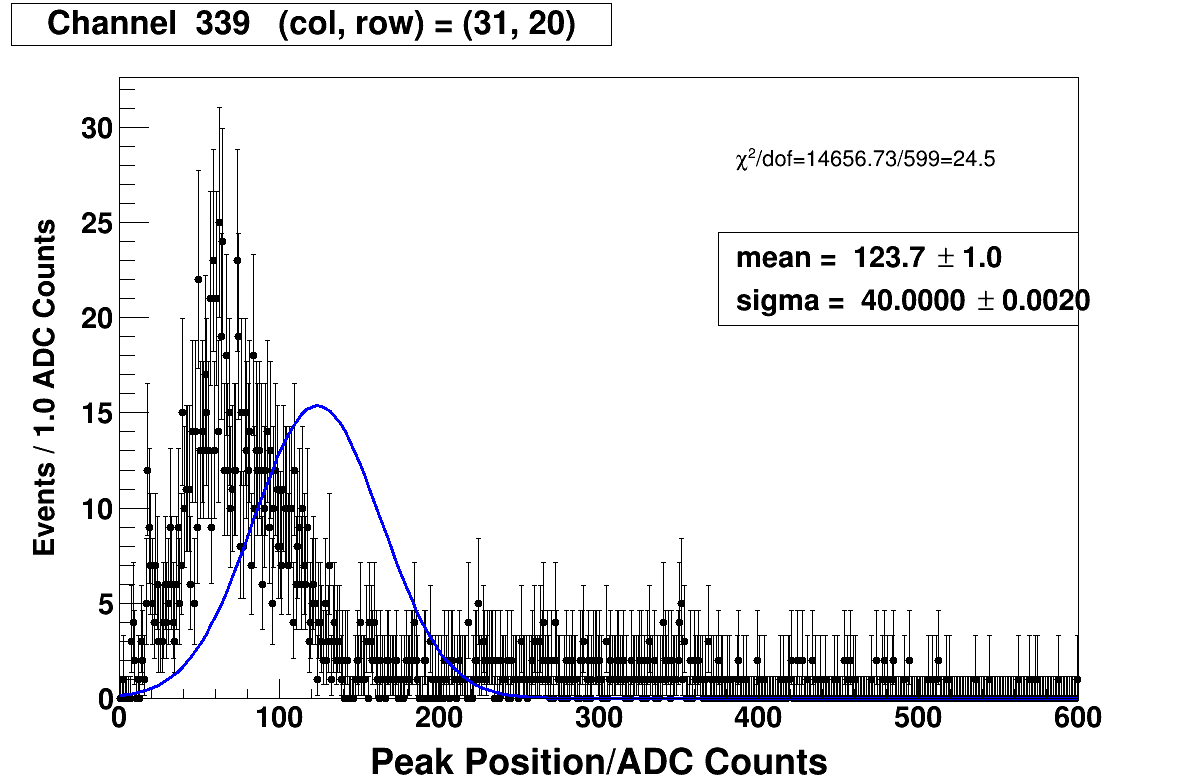 Channel 339 (col, row) = (31, 20)
χ²/dof=14656.73/599=24.5
mean = 123.7 ± 1.0
sigma = 40.0000 ± 0.0020
Events / 1.0 ADC Counts
30
25
20
15
10
5
0
0 100 200 300 400 500 600
Peak Position/ADC Counts